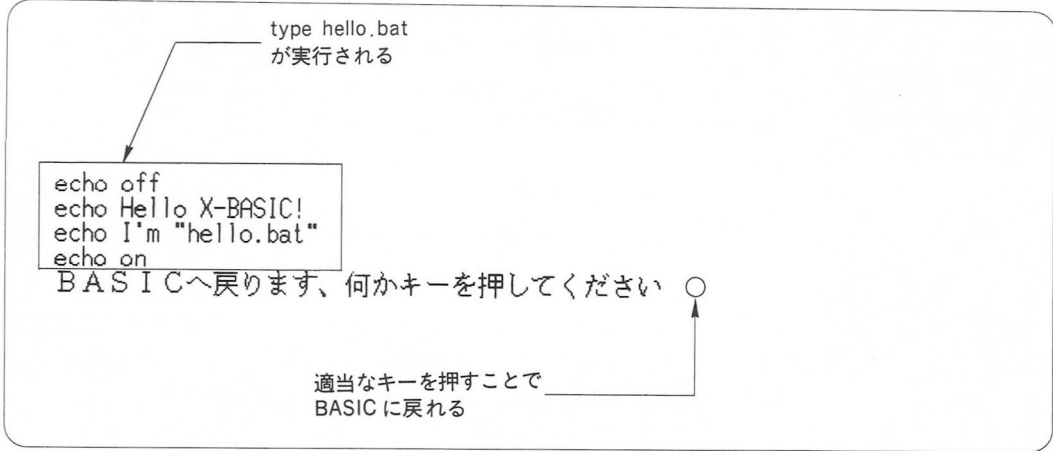 type hello.bat
が実行される
echo off
echo Hello X-BASIC!
echo I'm "hello.bat"
echo on
ＢＡＳＩＣへ戻ります、何かキーを押してください
適当なキーを押すことで
BASIC に戻れる